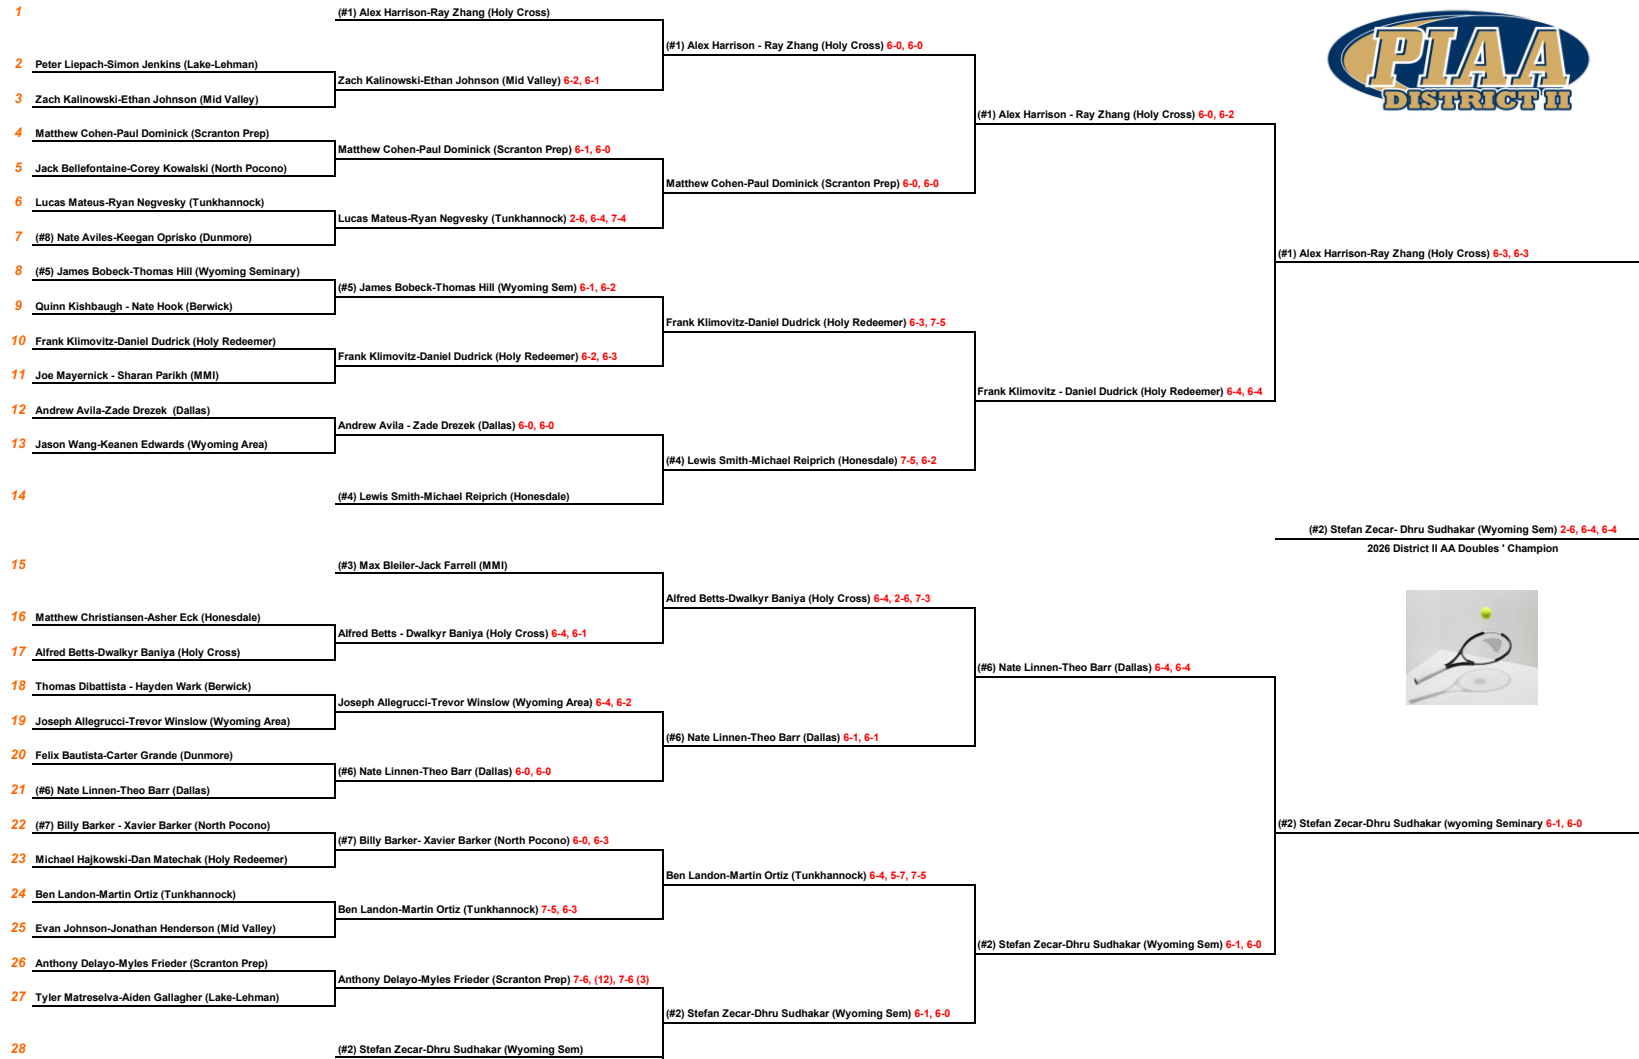 1
(#1) Alex Harrison-Ray Zhang (Holy Cross)
PIAA
DISTRICT II
(#1) Alex Harrison - Ray Zhang (Holy Cross) 6-0, 6-0
2 Peter Liepach-Simon Jenkins (Lake-Lehman)
Zach Kalinowski-Ethan Johnson (Mid Valley) 6-2, 6-1
3 Zach Kalinowski-Ethan Johnson (Mid Valley)
(#1) Alex Harrison - Ray Zhang (Holy Cross) 6-0, 6-2
4 Matthew Cohen-Paul Dominick (Scranton Prep)
Matthew Cohen-Paul Dominick (Scranton Prep) 6-1, 6-0
5 Jack Bellefontaine-Corey Kowalski (North Pocono)
Matthew Cohen-Paul Dominick (Scranton Prep) 6-0, 6-0
6 Lucas Mateus-Ryan Negvesky (Tunkhannock)
Lucas Mateus-Ryan Negvesky (Tunkhannock) 2-6, 6-4, 7-4
7 (#8) Nate Aviles-Keegan Oprisko (Dunmore)
(#1) Alex Harrison-Ray Zhang (Holy Cross) 6-3, 6-3
8 (#5) James Bobeck-Thomas Hill (Wyoming Seminary)
(#5) James Bobeck-Thomas Hill (Wyoming Sem) 6-1, 6-2
9 Quinn Kishbaugh - Nate Hook (Berwick)
Frank Klimovitz-Daniel Dudrick (Holy Redeemer) 6-3, 7-5
10 Frank Klimovitz-Daniel Dudrick (Holy Redeemer)
Frank Klimovitz-Daniel Dudrick (Holy Redeemer) 6-2, 6-3
11 Joe Mayernick - Sharan Parikh (MMI)
Frank Klimovitz - Daniel Dudrick (Holy Redeemer) 6-4, 6-4
12 Andrew Avila-Zade Drezek (Dallas)
Andrew Avila - Zade Drezek (Dallas) 6-0, 6-0
13 Jason Wang-Keanen Edwards (Wyoming Area)
(#4) Lewis Smith-Michael Reiprich (Honesdale) 7-5, 6-2
14
(#4) Lewis Smith-Michael Reiprich (Honesdale)
(#2) Stefan Zecar- Dhru Sudhakar (Wyoming Sem) 2-6, 6-4, 6-4
2026 District II AA Doubles ' Champion
15
(#3) Max Bleiler-Jack Farrell (MMI)
Alfred Betts-Dwalkyr Baniya (Holy Cross) 6-4, 2-6, 7-3
16 Matthew Christiansen-Asher Eck (Honesdale)
Alfred Betts - Dwalkyr Baniya (Holy Cross) 6-4, 6-1
17 Alfred Betts-Dwalkyr Baniya (Holy Cross)
(#6) Nate Linnen-Theo Barr (Dallas) 6-4, 6-4
18 Thomas Dibattista - Hayden Wark (Berwick)
Joseph Allegrucci-Trevor Winslow (Wyoming Area) 6-4, 6-2
19 Joseph Allegrucci-Trevor Winslow (Wyoming Area)
(#6) Nate Linnen-Theo Barr (Dallas) 6-1, 6-1
20 Felix Bautista-Carter Grande (Dunmore)
(#6) Nate Linnen-Theo Barr (Dallas) 6-0, 6-0
21 (#6) Nate Linnen-Theo Barr (Dallas)
22 (#7) Billy Barker - Xavier Barker (North Pocono)
(#2) Stefan Zecar-Dhru Sudhakar (wyoming Seminary 6-1, 6-0
(#7) Billy Barker- Xavier Barker (North Pocono) 6-0, 6-3
23 Michael Hajkowski-Dan Matechak (Holy Redeemer)
Ben Landon-Martin Ortiz (Tunkhannock) 6-4, 5-7, 7-5
24 Ben Landon-Martin Ortiz (Tunkhannock)
Ben Landon-Martin Ortiz (Tunkhannock) 7-5, 6-3
25 Evan Johnson-Jonathan Henderson (Mid Valley)
(#2) Stefan Zecar-Dhru Sudhakar (Wyoming Sem) 6-1, 6-0
26 Anthony Delayo-Myles Frieder (Scranton Prep)
Anthony Delayo-Myles Frieder (Scranton Prep) 7-6, (12), 7-6 (3)
27 Tyler Matreselva-Aiden Gallagher (Lake-Lehman)
(#2) Stefan Zecar-Dhru Sudhakar (Wyoming Sem) 6-1, 6-0
28
(#2) Stefan Zecar-Dhru Sudhakar (Wyoming Sem)